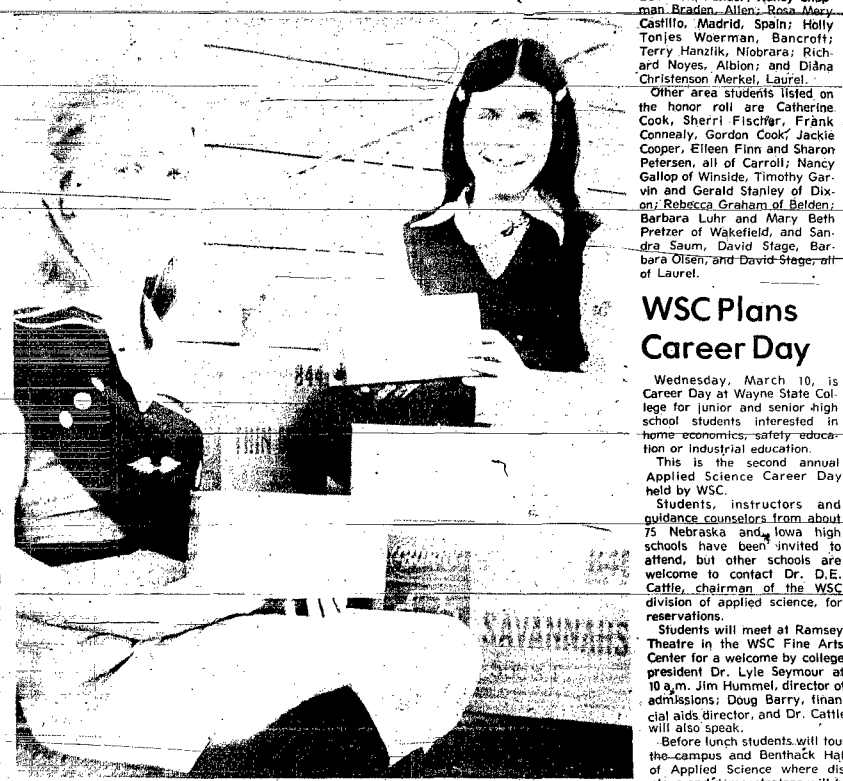 man Braden, Allen; Rosa Mery
Castillo, Madrid, Spain; Holly
Tonjes Woerman, Bancroft;
Terry Hanzlik, Niobrara; Rich-
ard Noyes, Albion; and Diana
Christenson Merkel, Laurel.
Other area students listed on
the honor roll are Catherine
Cook, Sherri Fischer, Frank
Connealy, Gordon Cook, Jackie
Cooper, Eileen Finn and Sharon
Petersen, all of Carroll; Nancy
Gallop of Winside, Timothy Gar-
vin and Gerald Stanley of Dix-
on; Rebecca Graham of Belden;
Barbara Luhr and Mary Beth
Pretzer of Wakefield, and San-
dra Saum, David Stage, Bar-
bara Olsen, and David Stage, all
of Laurel.
WSC Plans
Career Day
Wednesday, March 10, is
Career Day at Wayne State Col-
lege for junior and senior high
school students interested in
home economics, safety educa-
tion or industrial education.
This is the second annual
Applied Science Career Day
held by WSC.
Students, instructors and
guidance counselors from about
75 Nebraska and Iowa high
schools have been invited to
attend, but other schools are
welcome to contact Dr. D.E.
Cattle, chairman of the WSC
division of applied science, for
reservations.
Students will meet at Ramsey
Theatre in the WSC Fine Arts
Center for a welcome by college
president Dr. Lyle Seymour at
10 a.m. Jim Hummel, director of
admissions; Doug Barry, finan
cial aids director, and Dr. Cattle
will also speak.
Before lunch students will tou
the campus and Benthack Hal
of Applied Science where dis
844
THIN
SAVANNAHS